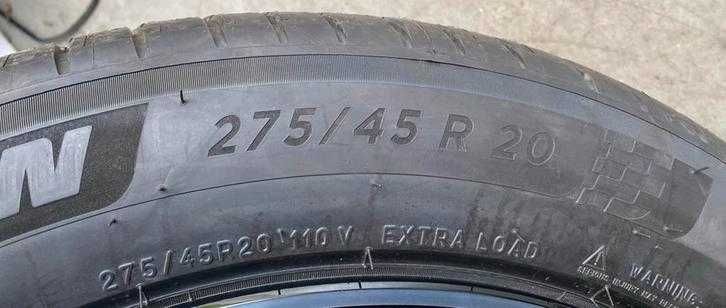 275/45 R 20
275/45R20 110 V EXTRA LOAD
WARNING